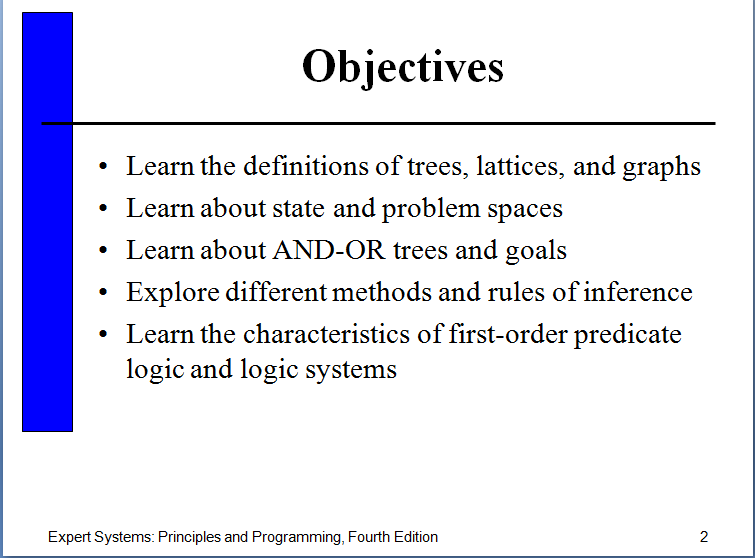 Objectives
• Learn the definitions of trees, lattices, and graphs
• Learn about state and problem spaces
• Learn about AND-OR trees and goals
• Explore different methods and rules of inference
• Learn the characteristics of first-order predicate
logic and logic systems
Expert Systems: Principles and Programming, Fourth Edition 2